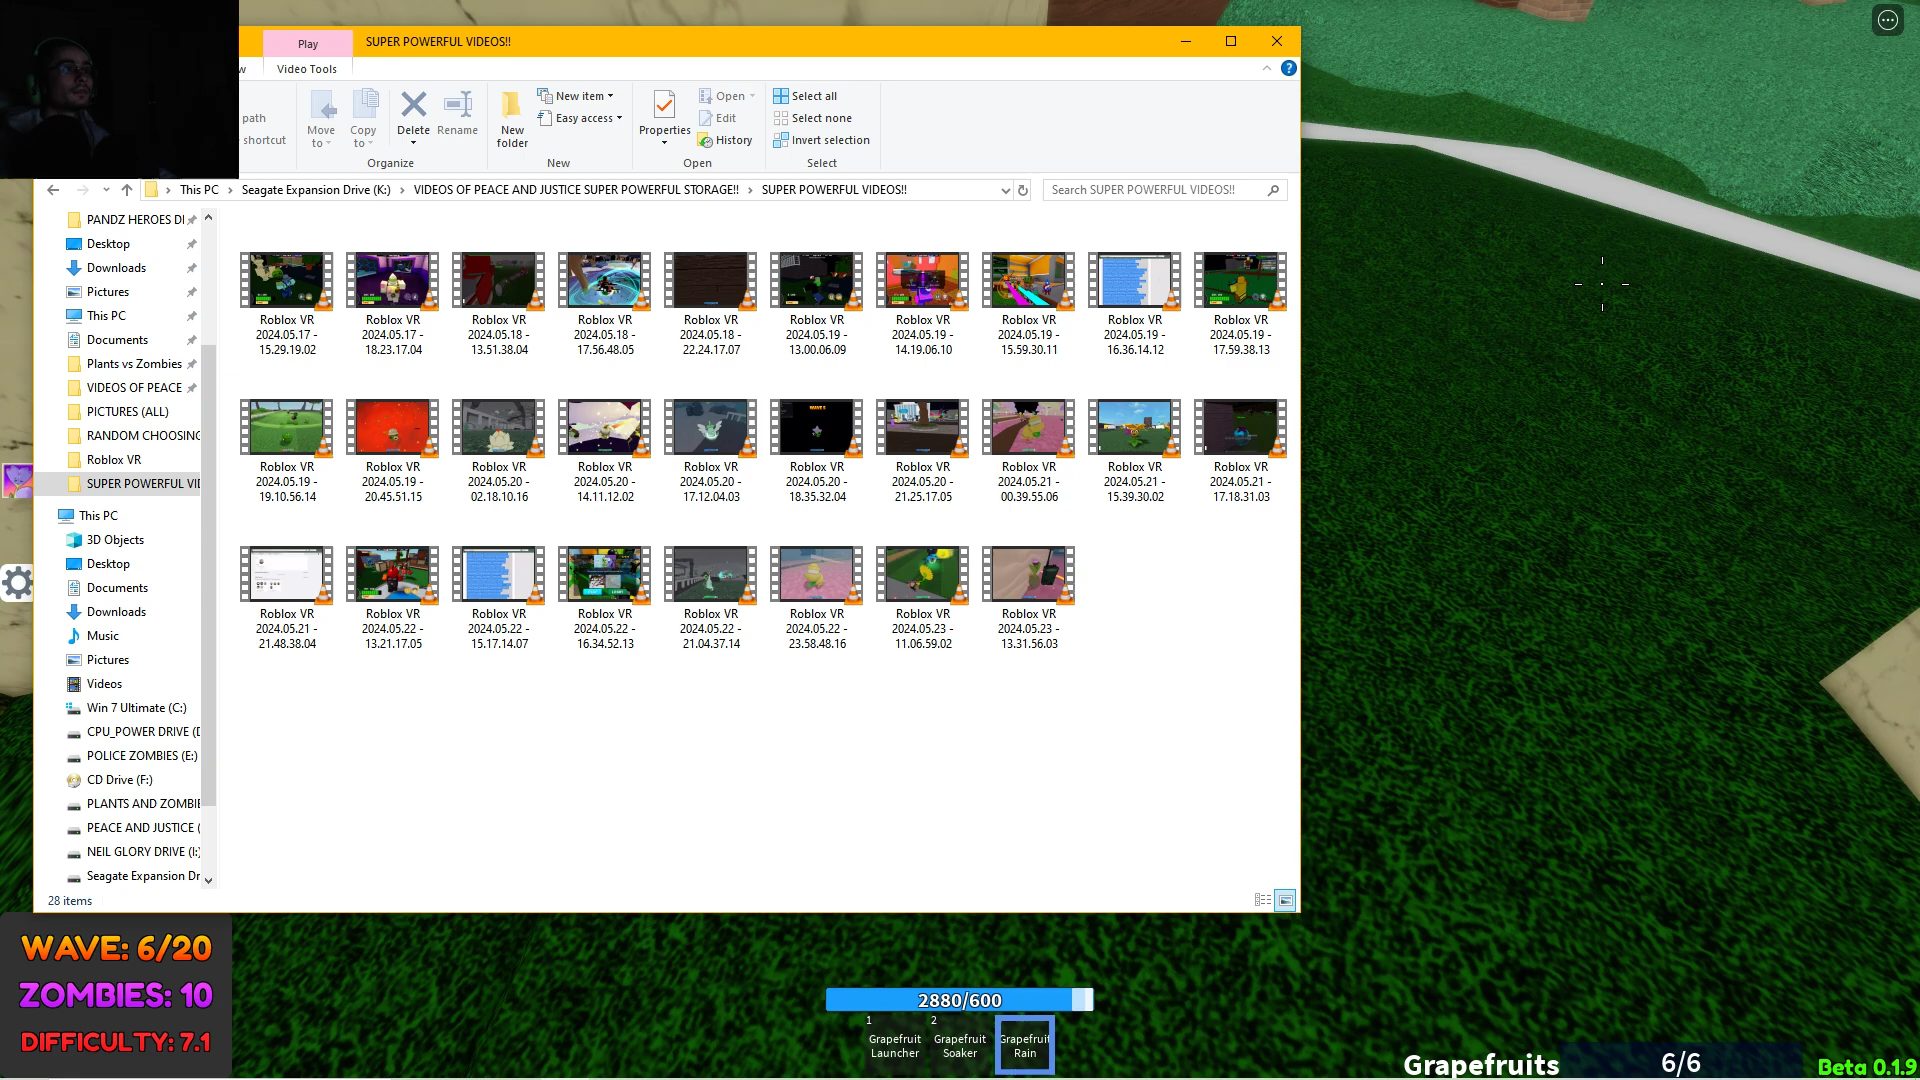 Play
SUPER POWERFUL VIDEOS!!
w
Video Tools
path
shortcut
Move to
Copy to
Delete
Rename
Organize
New folder
New item
Easy access
New
Properties
Open
Edit
History
Open
Select all
Select none
Invert selection
Select
This PC > Seagate Expansion Drive (K:) > VIDEOS OF PEACE AND JUSTICE SUPER POWERFUL STORAGE!! > SUPER POWERFUL VIDEOS!!
Search SUPER POWERFUL VIDEOS!!
PANDZ HEROES DI
Desktop
Downloads
Pictures
This PC
Documents
Plants vs Zombies
VIDEOS OF PEACE
PICTURES (ALL)
RANDOM CHOOSING
Roblox VR
SUPER POWERFUL VI
This PC
3D Objects
Desktop
Documents
Downloads
Music
Pictures
Videos
Win 7 Ultimate (C:)
CPU_POWER DRIVE (D
POLICE ZOMBIES (E:)
CD Drive (F:)
PLANTS AND ZOMBIE
PEACE AND JUSTICE (
NEIL GLORY DRIVE (I:)
Seagate Expansion Dr
Roblox VR 2024.05.17 - 15.29.19.02
Roblox VR 2024.05.17 - 18.23.17.04
Roblox VR 2024.05.18 - 13.51.38.04
Roblox VR 2024.05.18 - 17.56.48.05
Roblox VR 2024.05.18 - 22.24.17.07
Roblox VR 2024.05.19 - 13.00.06.09
Roblox VR 2024.05.19 - 14.19.06.10
Roblox VR 2024.05.19 - 15.59.30.11
Roblox VR 2024.05.19 - 16.36.14.12
Roblox VR 2024.05.19 - 17.59.38.13
Roblox VR 2024.05.19 - 19.10.56.14
Roblox VR 2024.05.19 - 20.45.51.15
Roblox VR 2024.05.20 - 02.18.10.16
Roblox VR 2024.05.20 - 14.11.12.02
Roblox VR 2024.05.20 - 17.12.04.03
Roblox VR 2024.05.20 - 18.35.32.04
Roblox VR 2024.05.20 - 21.25.17.05
Roblox VR 2024.05.21 - 00.39.55.06
Roblox VR 2024.05.21 - 15.39.30.02
Roblox VR 2024.05.21 - 17.18.31.03
Roblox VR 2024.05.21 - 21.48.38.04
Roblox VR 2024.05.22 - 13.21.17.05
Roblox VR 2024.05.22 - 15.17.14.07
Roblox VR 2024.05.22 - 16.34.52.13
Roblox VR 2024.05.22 - 21.04.37.14
Roblox VR 2024.05.22 - 23.58.48.16
Roblox VR 2024.05.23 - 11.06.59.02
Roblox VR 2024.05.23 - 13.31.56.03
28 items
WAVE: 6/20
ZOMBIES: 10
DIFFICULTY: 7.1
2880/600
1
Grapefruit Launcher
2
Grapefruit Soaker
Grapefruit Rain
Grapefruits
6/6
Beta 0.1.9